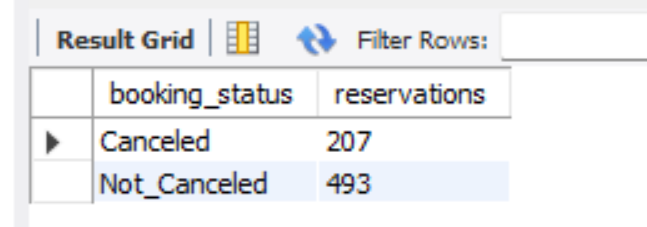 Result Grid Filter Rows:
booking_status reservations
Canceled 207
Not_Canceled 493